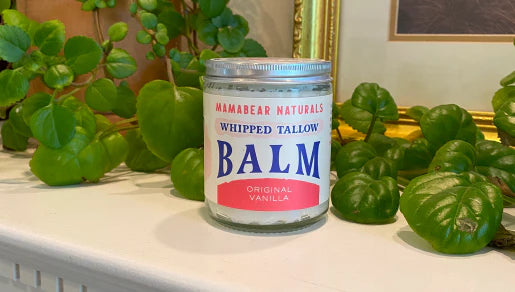 MAMABEAR NATURALS
WHIPPED TALLOW
BALM
ORIGINAL
VANILLA